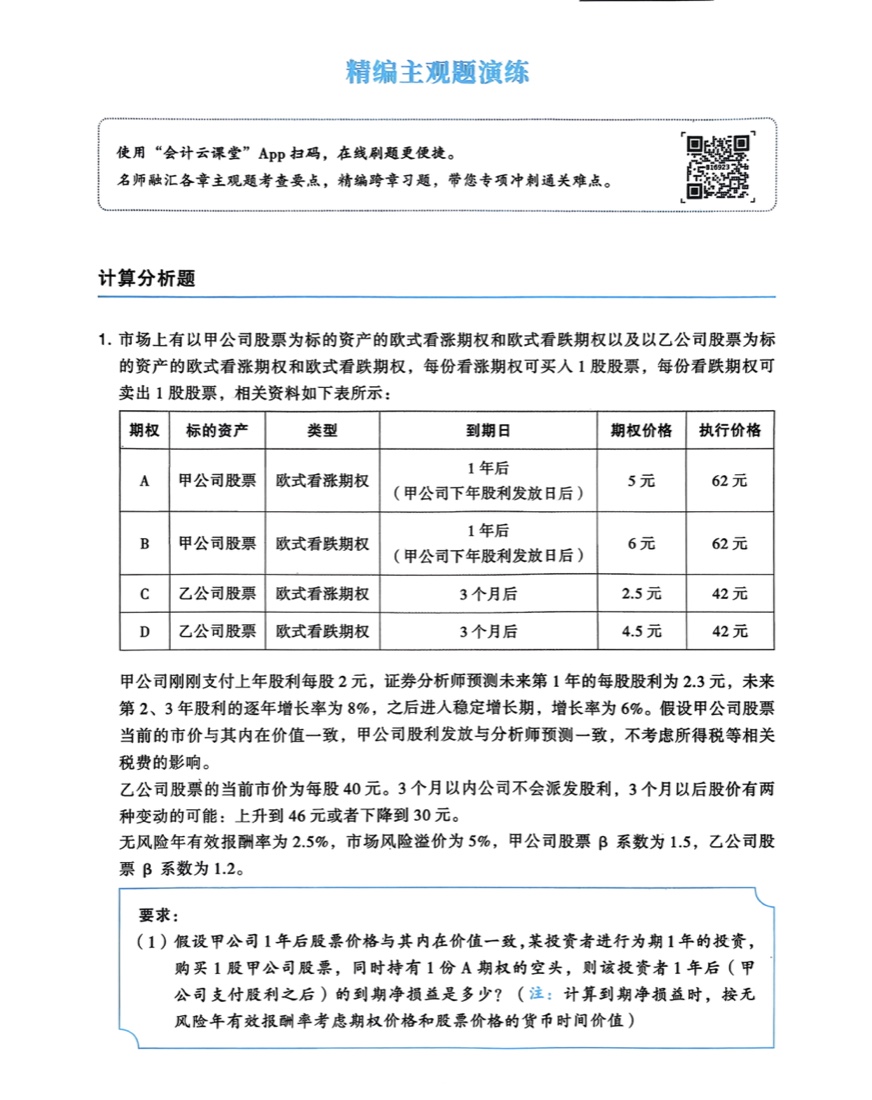 精编主观题演练
使用“会计云课堂”App 扫码，在线刷题更便捷。
名师融汇各章主观题考查要点，精编跨章习题，带您专项冲刺通关难点。
计算分析题
1. 市场上有以甲公司股票为标的资产的欧式看涨期权和欧式看跌期权以及以乙公司股票为标
的资产的欧式看涨期权和欧式看跌期权，每份看涨期权可买入 1 股股票，每份看跌期权可
卖出 1 股股票，相关资料如下表所示：
期权 标的资产 类型 到期日 期权价格 执行价格
A 甲公司股票 欧式看涨期权 1 年后 5 元 62 元
（甲公司下年股利发放日后）
B 甲公司股票 欧式看跌期权 1 年后 6 元 62 元
（甲公司下年股利发放日后）
C 乙公司股票 欧式看涨期权 3 个月后 2.5 元 42 元
D 乙公司股票 欧式看跌期权 3 个月后 4.5 元 42 元
甲公司刚刚支付上年股利每股 2 元，证券分析师预测未来第 1 年的每股股利为 2.3 元，未来
第 2、3 年股利的逐年增长率为 8%，之后进入稳定增长期，增长率为 6%。假设甲公司股票
当前的市价与其内在价值一致，甲公司股利发放与分析师预测一致，不考虑所得税等相关
税费的影响。
乙公司股票的当前市价为每股 40 元。3 个月以内公司不会派发股利，3 个月以后股价有两
种变动的可能：上升到 46 元或者下降到 30 元。
无风险年有效报酬率为 2.5%，市场风险溢价为 5%，甲公司股票 β 系数为 1.5，乙公司股
票 β 系数为 1.2。
要求：
（1）假设甲公司1年后股票价格与其内在价值一致，某投资者进行为期1年的投资，
购买 1 股甲公司股票，同时持有 1 份 A 期权的空头，则该投资者 1 年后（甲
公司支付股利之后）的到期净损益是多少？（注：计算到期净损益时，按无
风险年有效报酬率考虑期权价格和股票价格的货币时间价值）